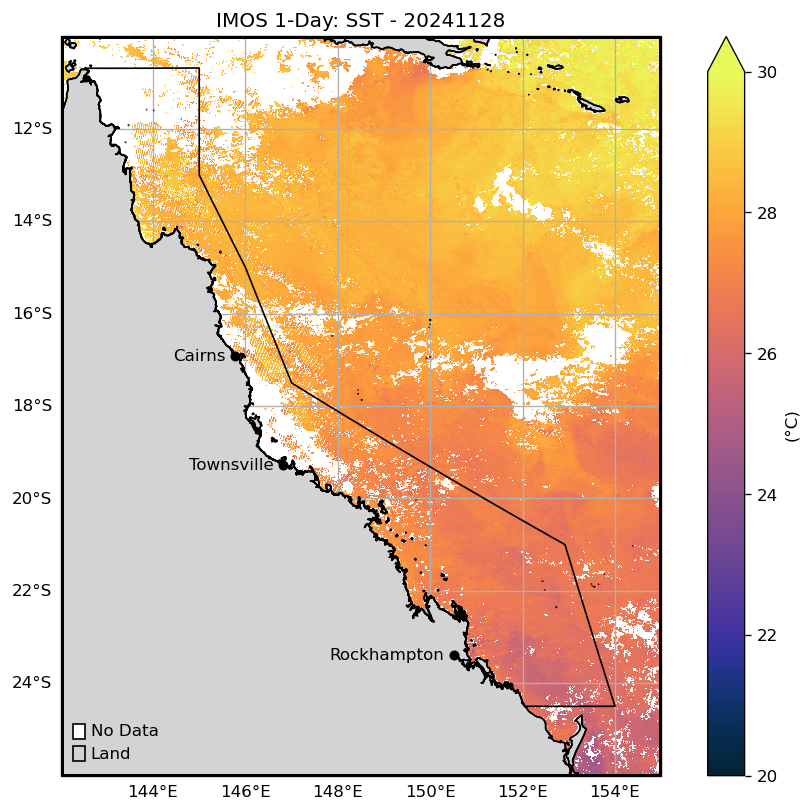 IMOS 1-Day: SST - 20241128
12°S
14°S
16°S
18°S
20°S
22°S
24°S
Cairns
Townsville
Rockhampton
No Data
Land
144°E 146°E 148°E 150°E 152°E 154°E
30
28
26
24
22
20
(°C)